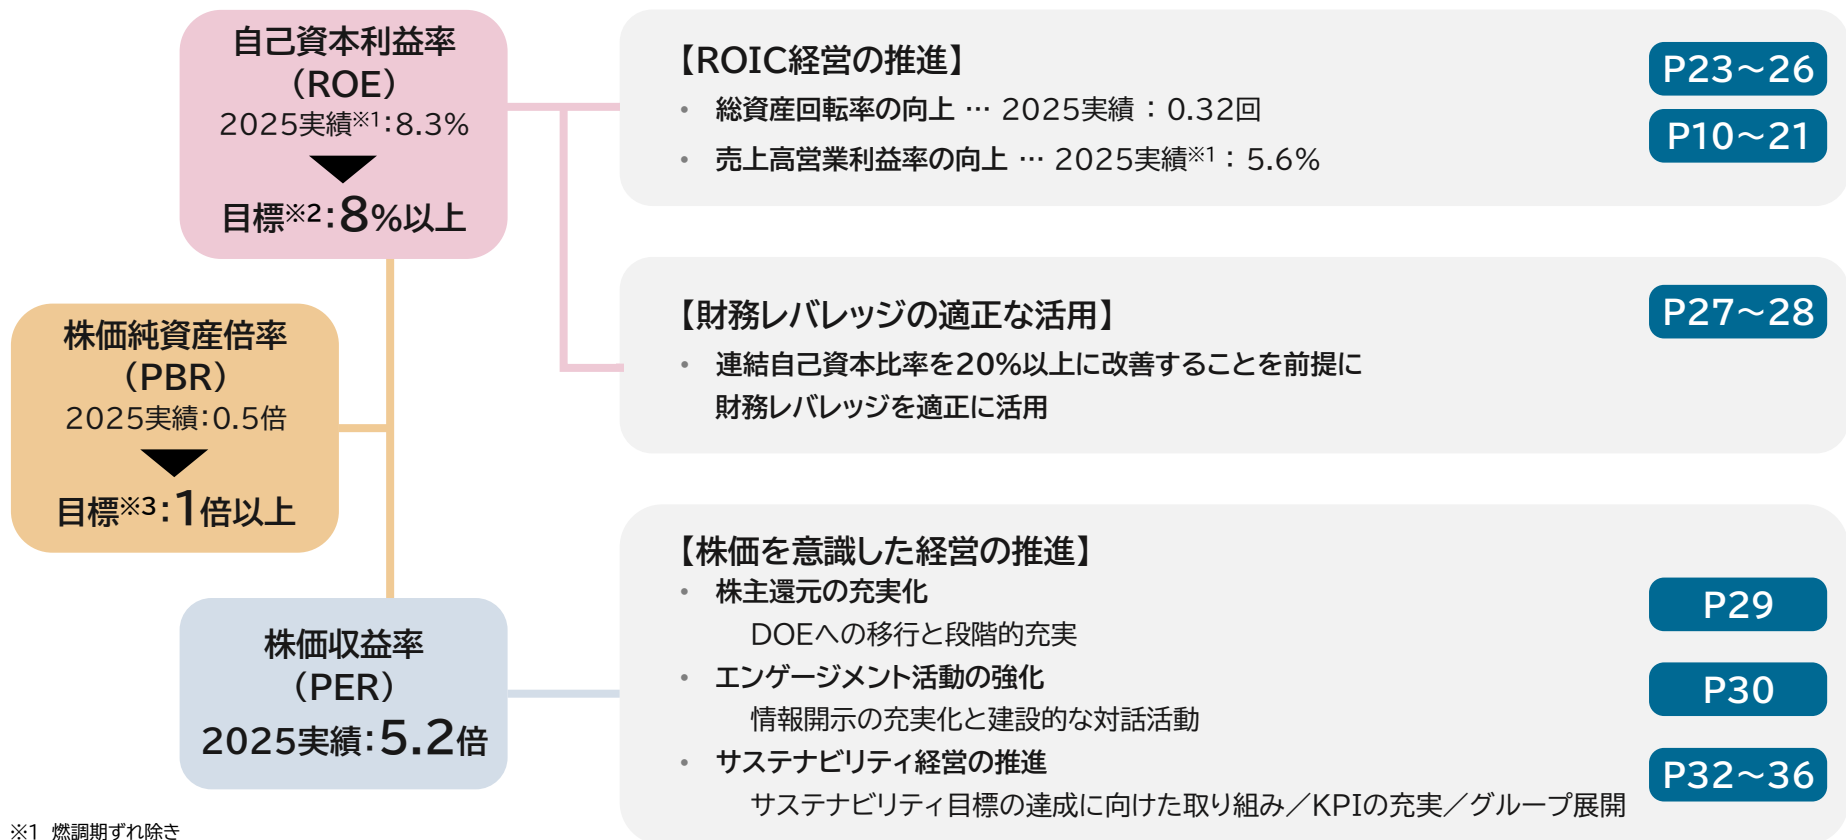 自己資本利益率
(ROE)
2025実績※1:8.3%
目標※2:8%以上
株価純資産倍率
(PBR)
2025実績:0.5倍
目標※3:1倍以上
株価収益率
(PER)
2025実績:5.2倍
【ROIC経営の推進】
・ 総資産回転率の向上 … 2025実績 : 0.32回
・ 売上高営業利益率の向上 … 2025実績※1 : 5.6%
P23~26
P10~21
【財務レバレッジの適正な活用】
・ 連結自己資本比率を20%以上に改善することを前提に
財務レバレッジを適正に活用
P27~28
【株価を意識した経営の推進】
・ 株主還元の充実化
DOEへの移行と段階的充実
P29
・ エンゲージメント活動の強化
情報開示の充実化と建設的な対話活動
P30
・ サステナビリティ経営の推進
サステナビリティ目標の達成に向けた取り組み/KPIの充実/グループ展開
P32~36
※1 燃調期ずれ除き